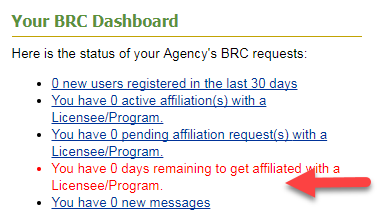 Your BRC Dashboard
Here is the status of your Agency's BRC requests:
0 new users registered in the last 30 days
You have 0 active affiliation(s) with a
Licensee/Program.
You have 0 pending affiliation request(s) with a
Licensee/Program.
You have 0 days remaining to get affiliated with a
Licensee/Program.
You have 0 new messages